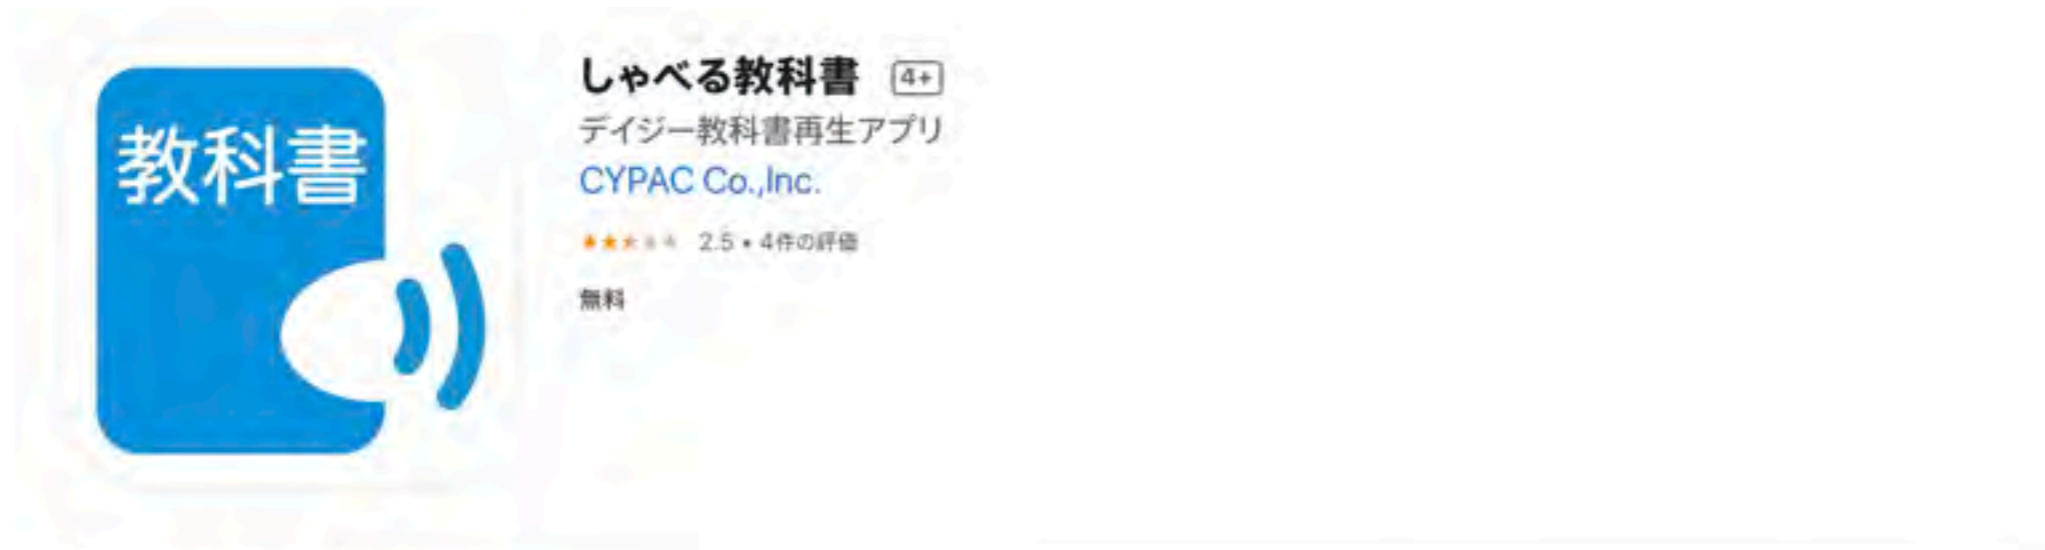 教科書
しゃべる教科書 4+
デイジー教科書再生アプリ
CYPAC Co.,Inc.
2.5 • 4件の評価
無料